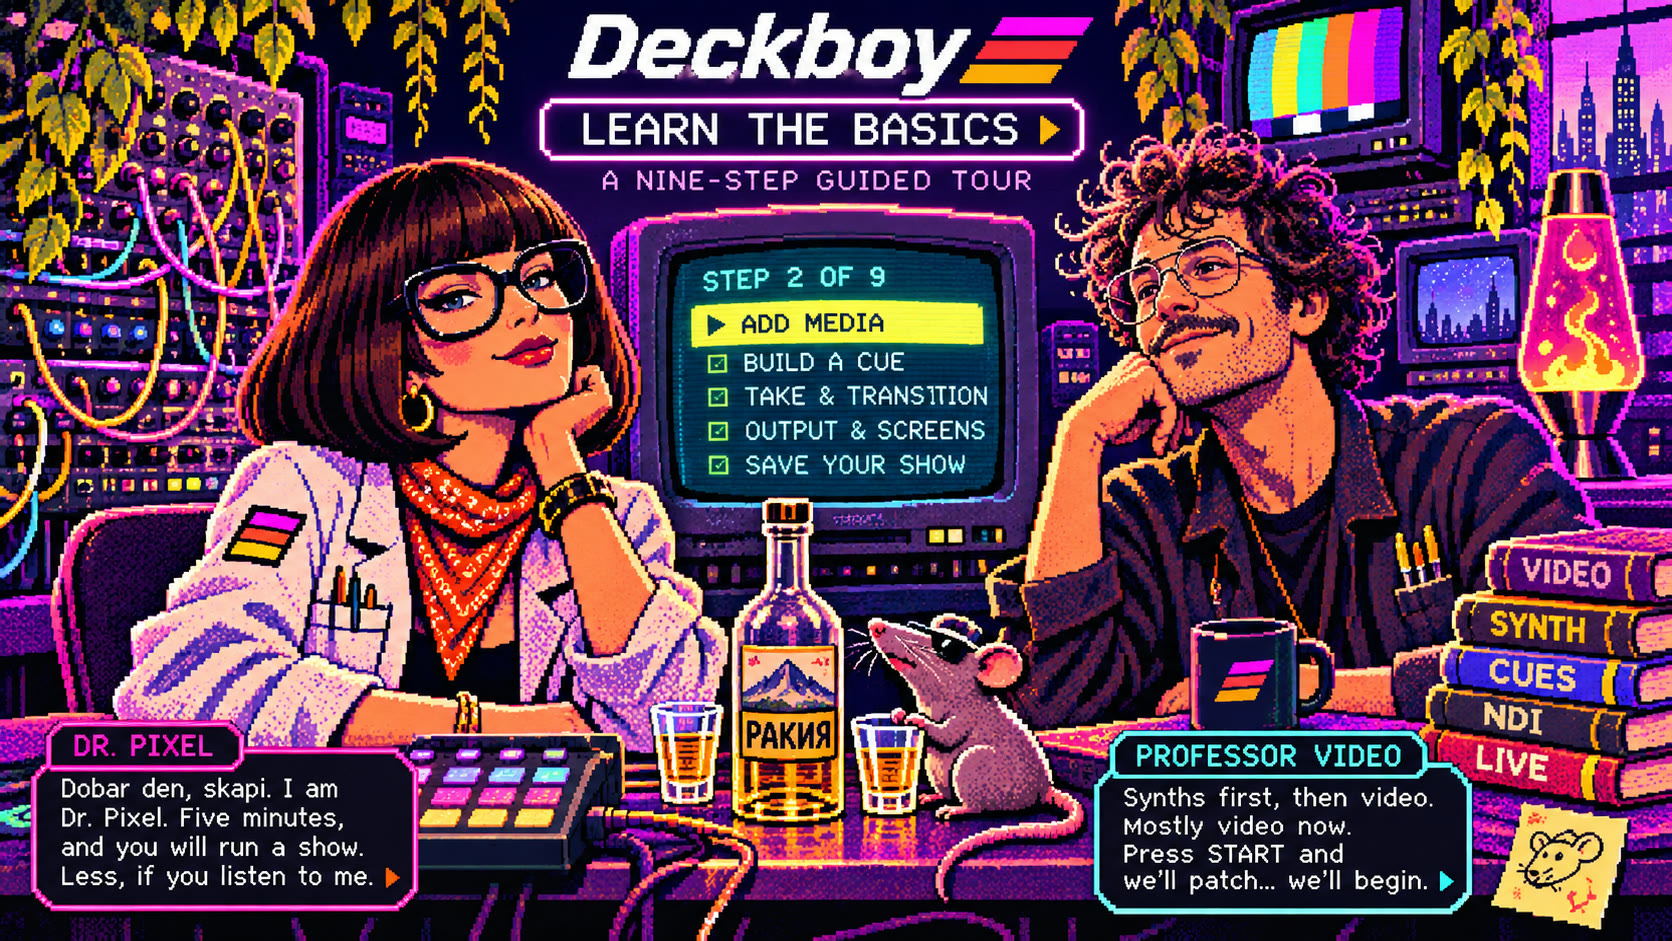 Deckboy
LEARN THE BASICS
A NINE-STEP GUIDED TOUR
STEP 2 OF 9
ADD MEDIA
BUILD A CUE
TAKE & TRANSITION
OUTPUT & SCREENS
SAVE YOUR SHOW
РАКИЯ
VIDEO
SYNTH
CUES
NDI
LIVE
DR. PIXEL
Dobar den, skapi. I am
Dr. Pixel. Five minutes,
and you will run a show.
Less, if you listen to me.
PROFESSOR VIDEO
Synths first, then video.
Mostly video now.
Press START and
we'll patch... we'll begin.